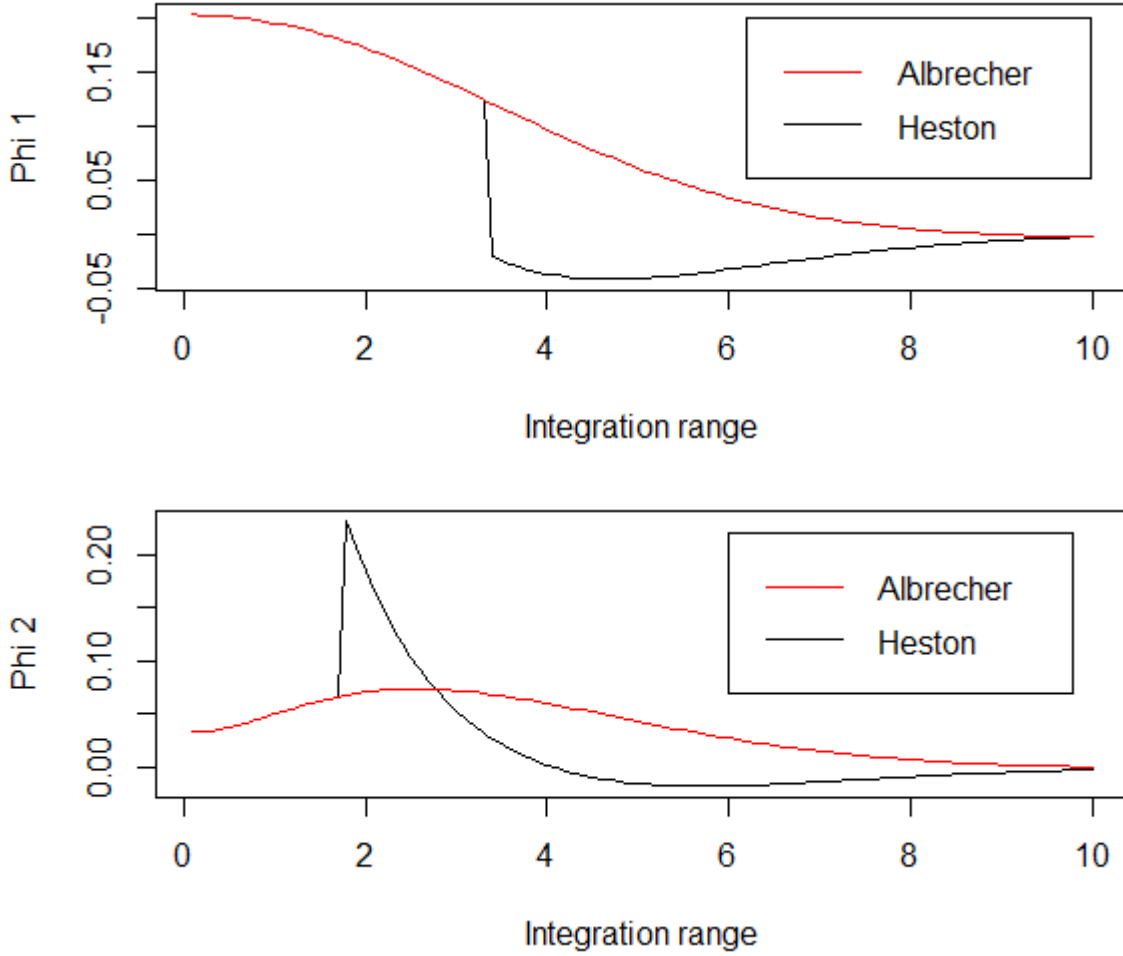 Phi 1
0.15
0.05
-0.05
Albrecher
Heston
0 2 4 6 8 10
Integration range
Phi 2
0.20
0.10
0.00
Albrecher
Heston
0 2 4 6 8 10
Integration range